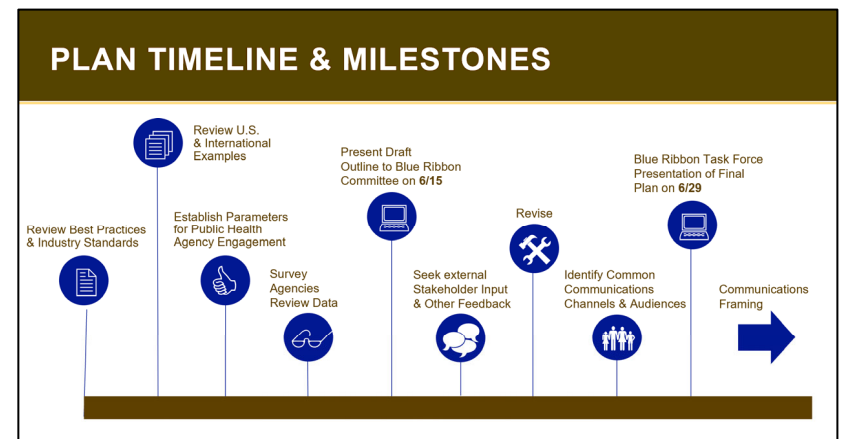 PLAN TIMELINE & MILESTONES
Review Best Practices
& Industry Standards
Review U.S.
& International
Examples
Establish Parameters
for Public Health
Agency Engagement
Survey
Agencies
Review Data
Present Draft
Outline to Blue Ribbon
Committee on 6/15
Seek external
Stakeholder Input
& Other Feedback
Revise
Identify Common
Communications
Channels & Audiences
Blue Ribbon Task Force
Presentation of Final
Plan on 6/29
Communications
Framing